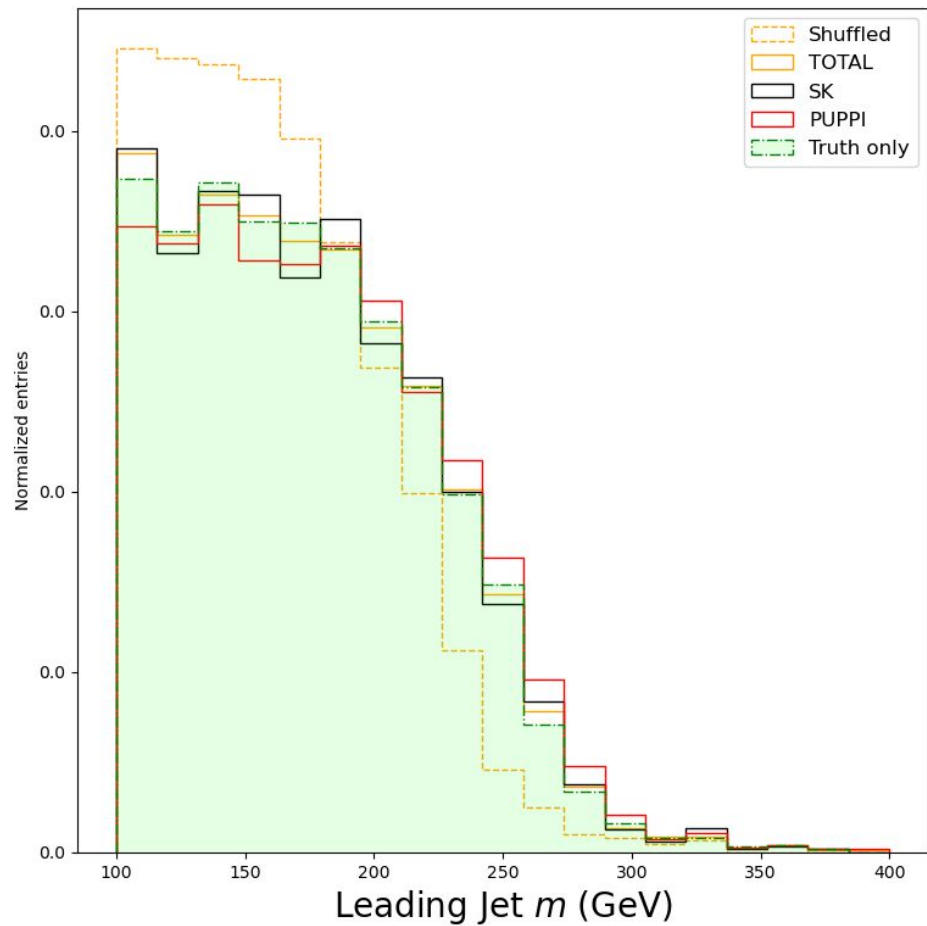 Shuffled
TOTAL
SK
PUPPI
Truth only
0.0
0.0
0.0
0.0
0.0
Normalized entries
100 150 200 250 300 350 400
Leading Jet m (GeV)